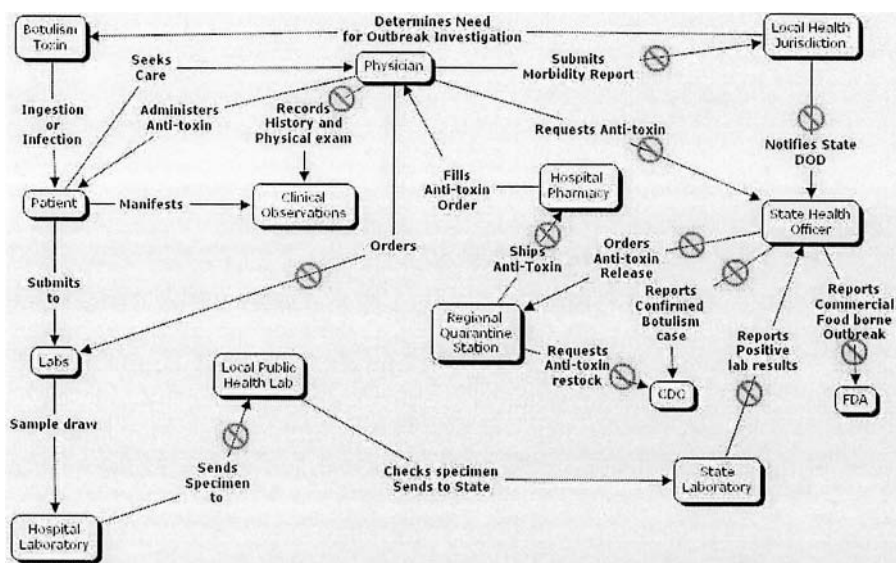 Determines Need
for Outbreak Investigation
Botulism
Toxin
Local Health
Jurisdiction
Seeks
Care
Physician
Submits
Morbidity Report
Ingestion
or
Infection
Administers
Anti-toxin
Records
History and
Physical exam
Requests Anti-toxin
Notifies State
DOD
Fills
Anti-toxin
Order
Hospital
Pharmacy
Patient
Manifests
Clinical
Observations
State Health
Officer
Orders
Ships
Anti-Toxin
Orders
Anti-toxin
Release
Submits
to
Reports
Confirmed
Botulism
case
Reports
Commercial
Food borne
Outbreak
Regional
Quarantine
Station
Reports
Positive
lab results
Labs
Local Public
Health Lab
Requests
Anti-toxin
restock
CDC
FDA
Sample draw
Sends
Specimen
to
Checks specimen
Sends to State
State
Laboratory
Hospital
Laboratory